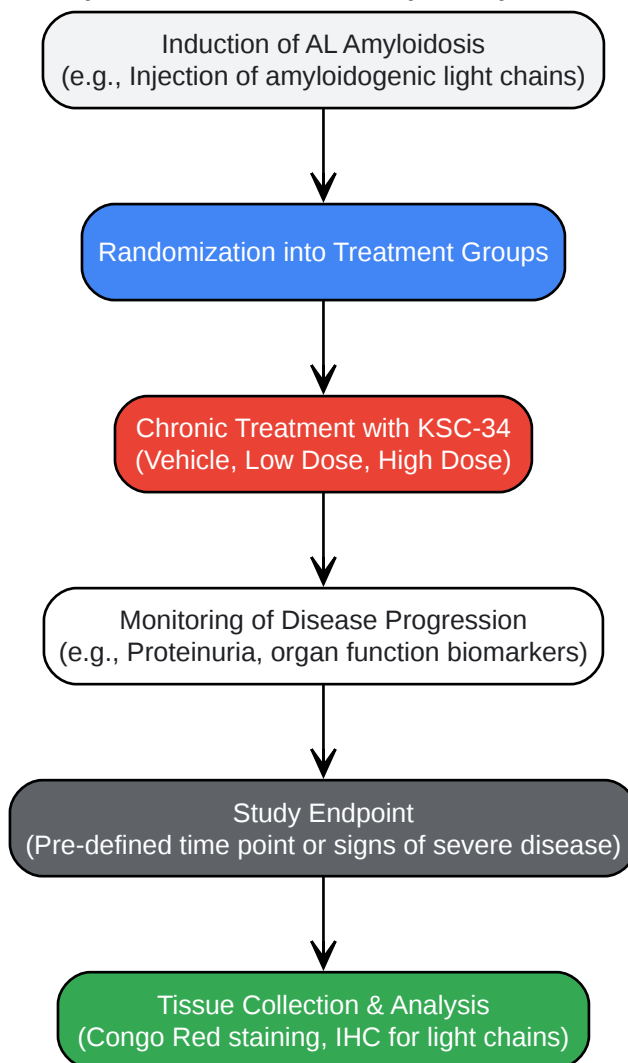 Induction of AL Amyloidosis
(e.g., Injection of amyloidogenic light chains)
Randomization into Treatment Groups
Chronic Treatment with KSC-34
(Vehicle, Low Dose, High Dose)
Monitoring of Disease Progression
(e.g., Proteinuria, organ function biomarkers)
Study Endpoint
(Pre-defined time point or signs of severe disease)
Tissue Collection & Analysis
(Congo Red staining, IHC for light chains)